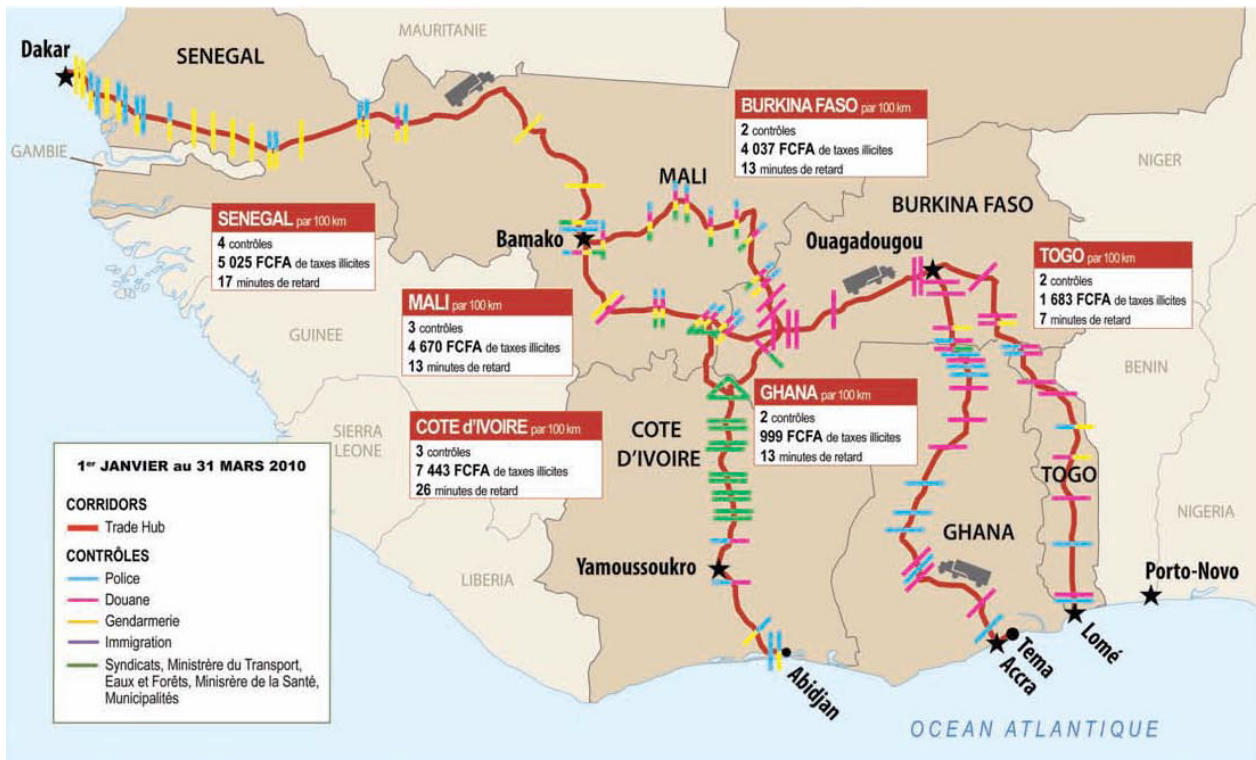 MAURITANIE
Dakar
SENEGAL
GAMBIE
BURKINA FASO par 100 km
2 contrôles
4 037 FCFA de taxes illicites
13 minutes de retard
NIGER
MALI
BURKINA FASO
SENEGAL par 100 km
4 contrôles
5 025 FCFA de taxes illicites
17 minutes de retard
Bamako
Ouagadougou
TOGO par 100 km
2 contrôles
1 683 FCFA de taxes illicites
7 minutes de retard
MALI par 100 km
3 contrôles
4 670 FCFA de taxes illicites
13 minutes de retard
GUINEE
BENIN
GHANA par 100 km
2 contrôles
999 FCFA de taxes illicites
13 minutes de retard
COTE d'IVOIRE par 100 km
3 contrôles
7 443 FCFA de taxes illicites
26 minutes de retard
SIERRA
LEONE
COTE
D'IVOIRE
TOGO
NIGERIA
GHANA
Yamoussoukro
LIBERIA
Porto-Novo
Lomé
Tema
Accra
Abidjan
OCEAN ATLANTIQUE
1er JANVIER au 31 MARS 2010
CORRIDORS
Trade Hub
CONTRÔLES
Police
Douane
Gendarmerie
Immigration
Syndicats, Ministrère du Transport,
Eaux et Forêts, Minisrère de la Santé,
Municipalités